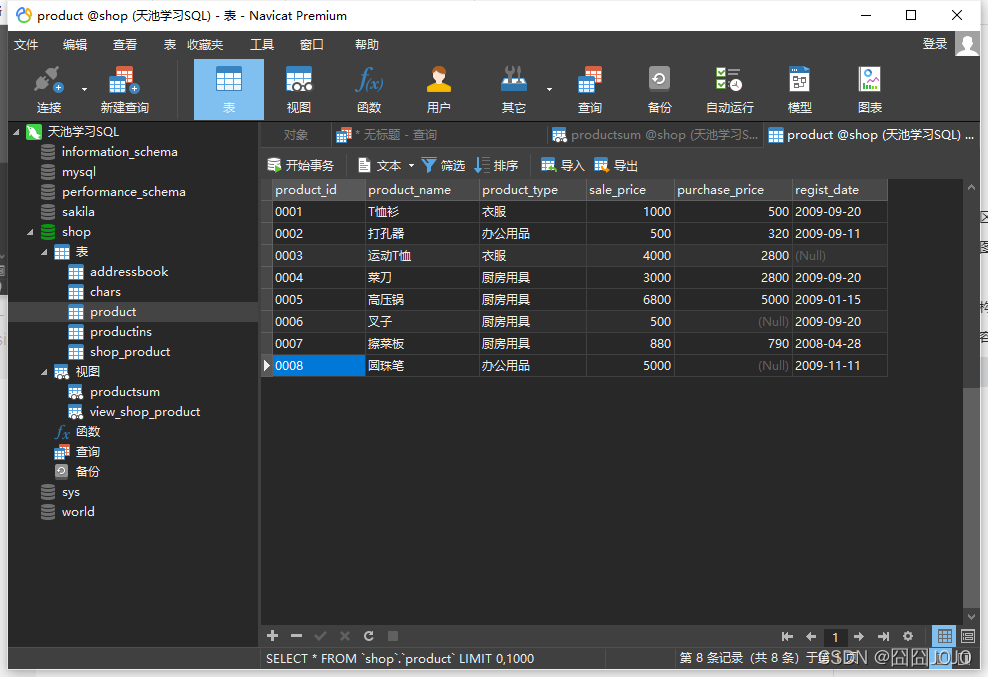 product @shop (天池学习SQL) - 表 - Navicat Premium
文件 编辑 查看 表 收藏夹 工具 窗口 帮助 登录
连接 新建查询 表 视图 函数 用户 其它 查询 备份 自动运行 模型 图表
天池学习SQL
information_schema
mysql
performance_schema
sakila
shop
表
addressbook
chars
product
productins
shop_product
视图
productsum
view_shop_product
函数
查询
备份
sys
world
对象 * 无标题 - 查询 productsum @shop (天池学习S... product @shop (天池学习SQL) ...
开始事务 文本 筛选 排序 导入 导出
product_id product_name product_type sale_price purchase_price regist_date
0001 T恤衫 衣服 1000 500 2009-09-20
0002 打孔器 办公用品 500 320 2009-09-11
0003 运动T恤 衣服 4000 2800 (Null)
0004 菜刀 厨房用具 3000 2800 2009-09-20
0005 高压锅 厨房用具 6800 5000 2009-01-15
0006 叉子 厨房用具 500 (Null) 2009-09-20
0007 擦菜板 厨房用具 880 790 2008-04-28
0008 圆珠笔 办公用品 5000 (Null) 2009-11-11
1
SELECT * FROM `shop`.`product` LIMIT 0,1000
第 8 条记录 (共 8 条) 于第 1 页
CSDN @囧囧JOJO